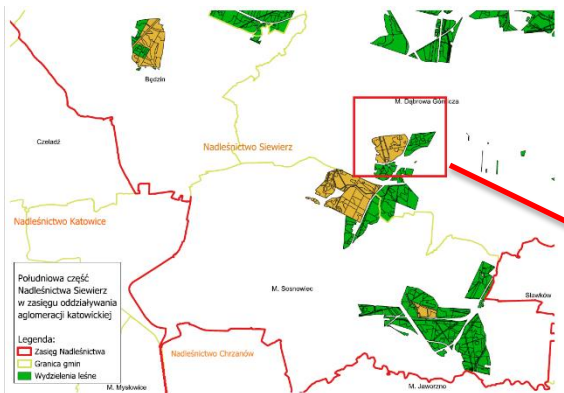 Będzin
M. Dąbrowa Górnicza
Czeladź
Nadleśnictwo Siewierz
Nadleśnictwo Katowice
Południowa część
Nadleśnictwa Siewierz
w zasięgu oddziaływania
aglomeracji katowickiej
Legenda:
Zasięg Nadleśnictwa
Granica gmin
Wydzielenia leśne
M. Sosnowiec
Sławków
Nadleśnictwo Chrzanów
M. Mysłowice
M. Jaworzno